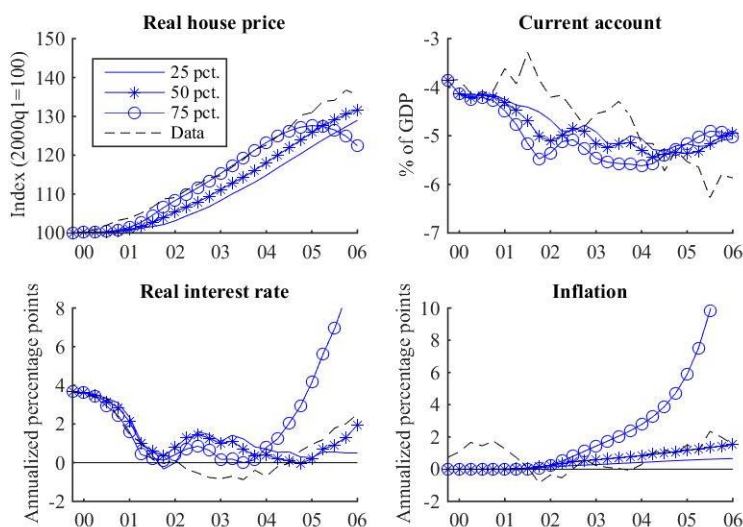 Real house price
Index (2000q1=100)
150
140
130
120
110
100
25 pct.
50 pct.
75 pct.
Data
00 01 02 03 04 05 06
Current account
% of GDP
-3
-4
-5
-6
-7
00 01 02 03 04 05 06
Real interest rate
Annualized percentage points
8
6
4
2
0
-2
00 01 02 03 04 05 06
Inflation
Annualized percentage points
10
8
6
4
2
0
-2
00 01 02 03 04 05 06